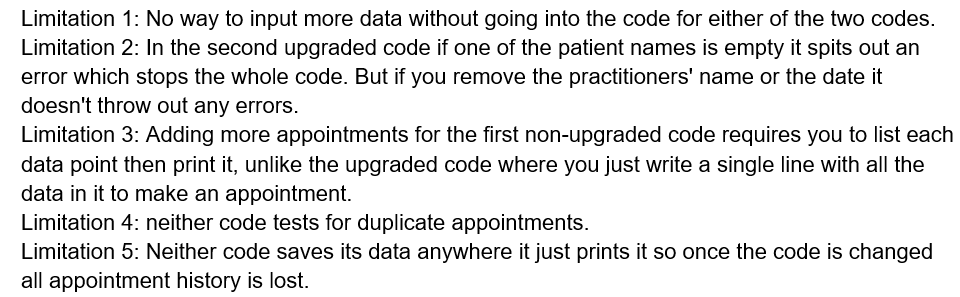 Limitation 1: No way to input more data without going into the code for either of the two codes.
Limitation 2: In the second upgraded code if one of the patient names is empty it spits out an
error which stops the whole code. But if you remove the practitioners' name or the date it
doesn't throw out any errors.
Limitation 3: Adding more appointments for the first non-upgraded code requires you to list each
data point then print it, unlike the upgraded code where you just write a single line with all the
data in it to make an appointment.
Limitation 4: neither code tests for duplicate appointments.
Limitation 5: Neither code saves its data anywhere it just prints it so once the code is changed
all appointment history is lost.